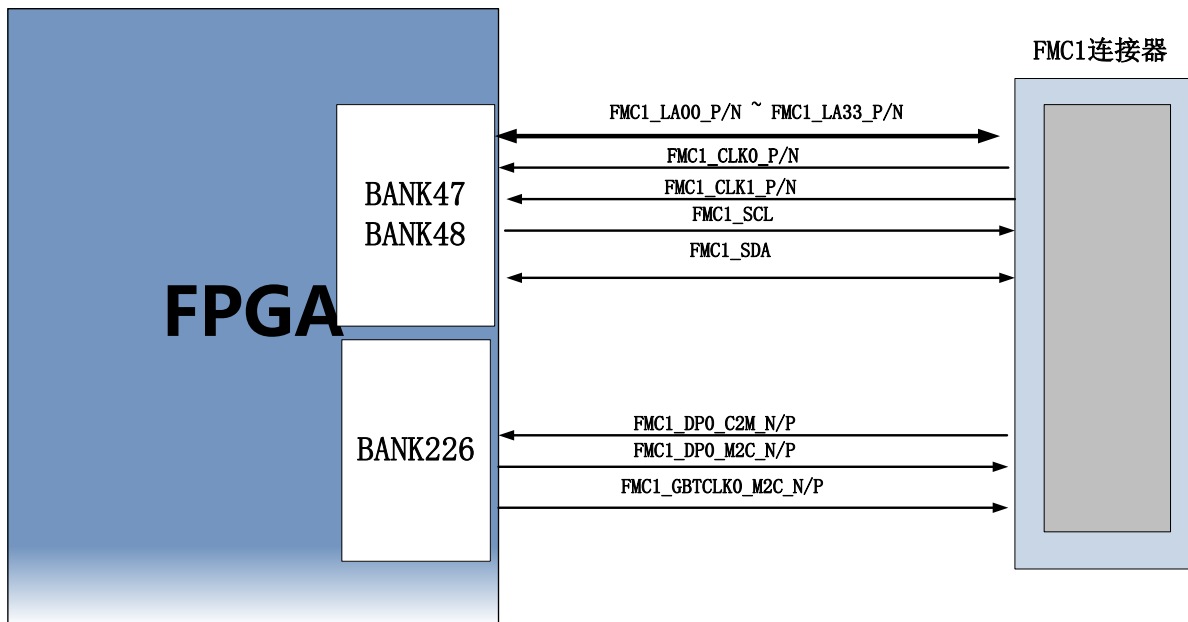 FMC1连接器
FMC1_LA00_P/N ~ FMC1_LA33_P/N
FMC1_CLK0_P/N
FMC1_CLK1_P/N
FMC1_SCL
FMC1_SDA
BANK47
BANK48
FPGA
FMC1_DP0_C2M_N/P
FMC1_DP0_M2C_N/P
FMC1_GBTCLK0_M2C_N/P
BANK226